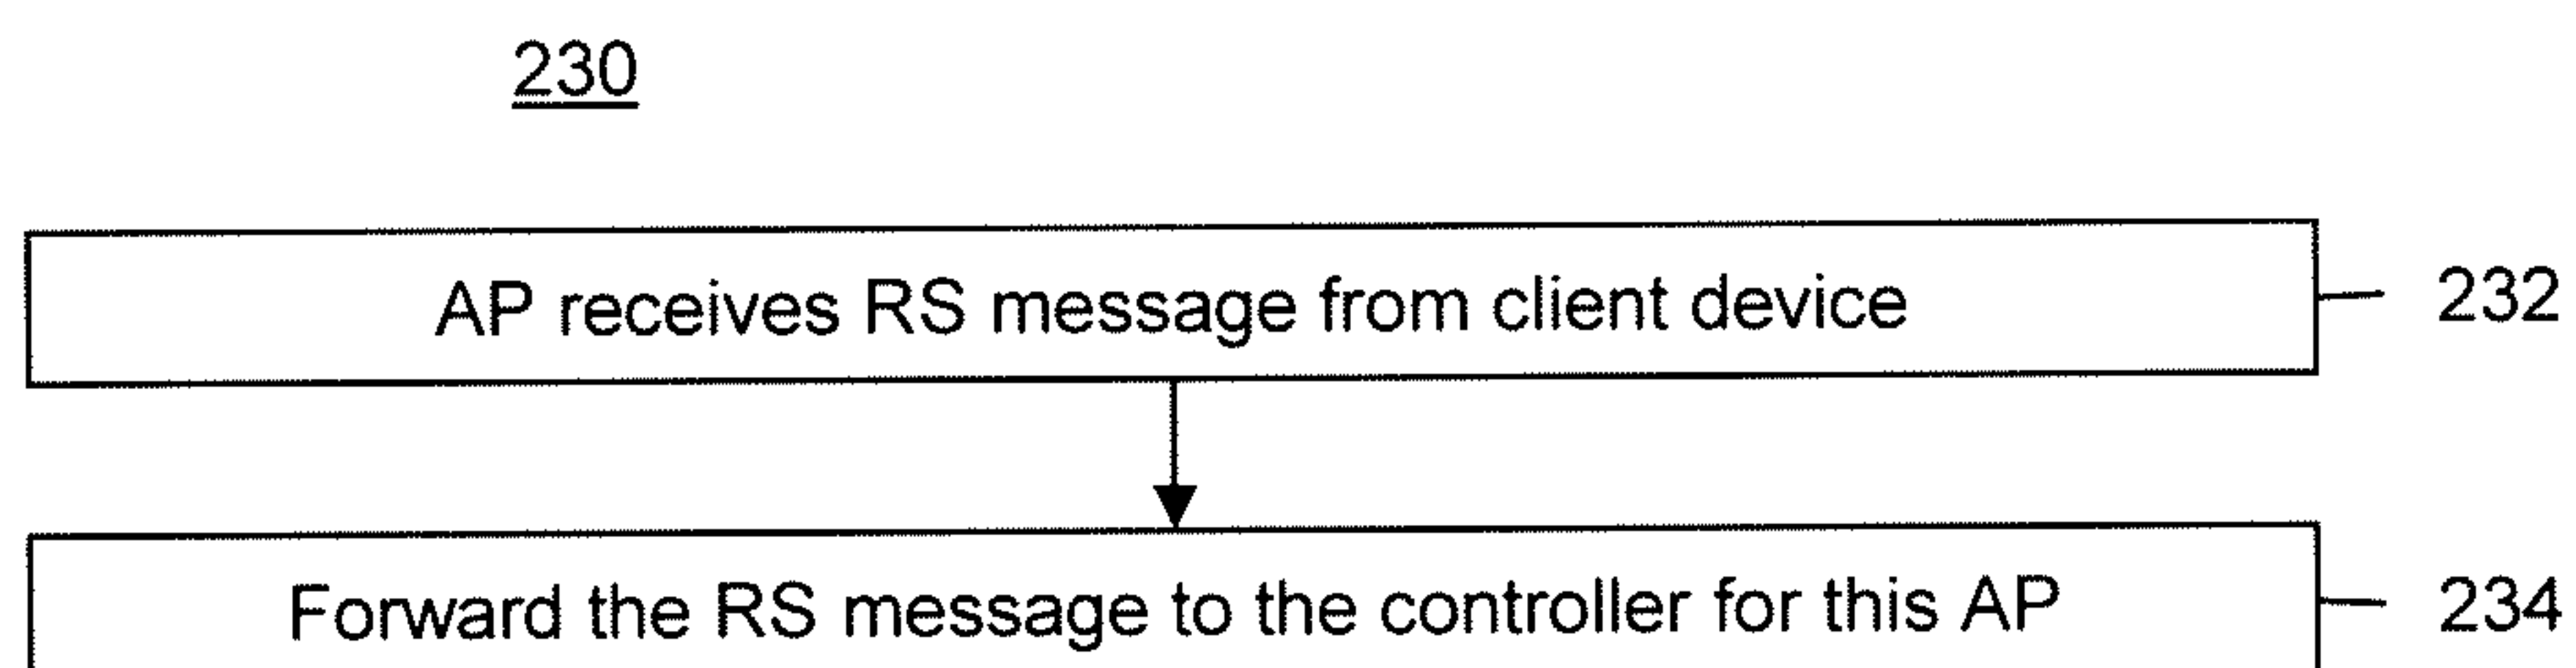 230
AP receives RS message from client device
232
Forward the RS message to the controller for this AP
234